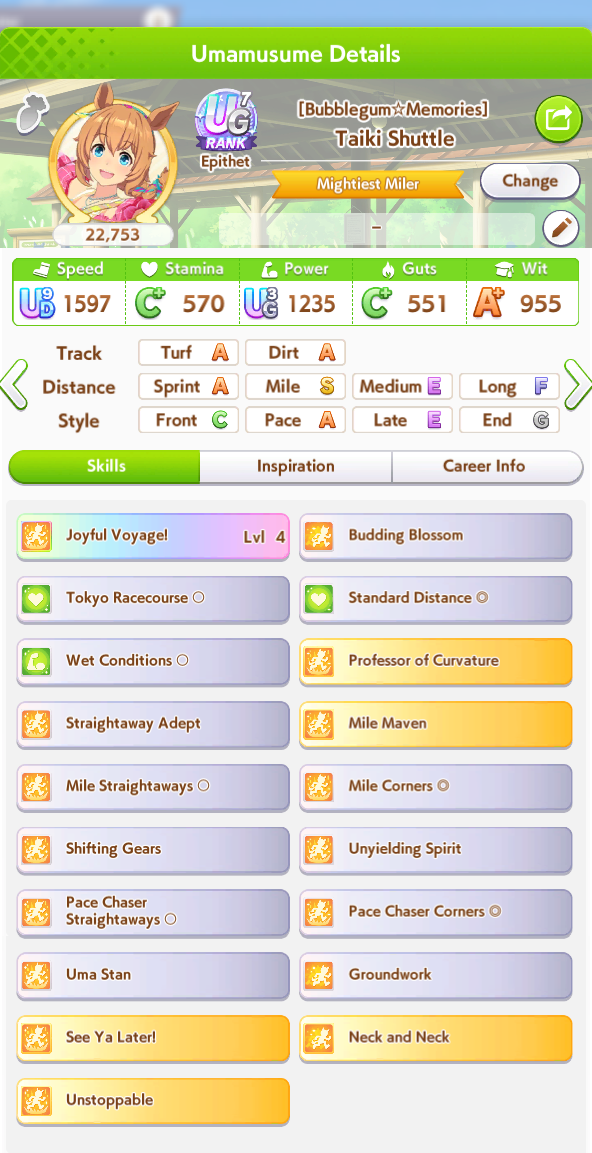 Umamusume Details
UG7
RANK
Epithet
[Bubblegum☆Memories]
Taiki Shuttle
Mightiest Miler
Change
22,753
-
Speed Stamina Power Guts Wit
UD9 1597 C+ 570 UG3 1235 C+ 551 A+ 955
Track Turf A Dirt A
Distance Sprint A Mile S Medium E Long F
Style Front C Pace A Late E End G
Skills Inspiration Career Info
Joyful Voyage! Lvl 4 Budding Blossom
Tokyo Racecourse ○ Standard Distance ◎
Wet Conditions ○ Professor of Curvature
Straightaway Adept Mile Maven
Mile Straightaways ○ Mile Corners ◎
Shifting Gears Unyielding Spirit
Pace Chaser
Straightaways ○ Pace Chaser Corners ◎
Uma Stan Groundwork
See Ya Later! Neck and Neck
Unstoppable